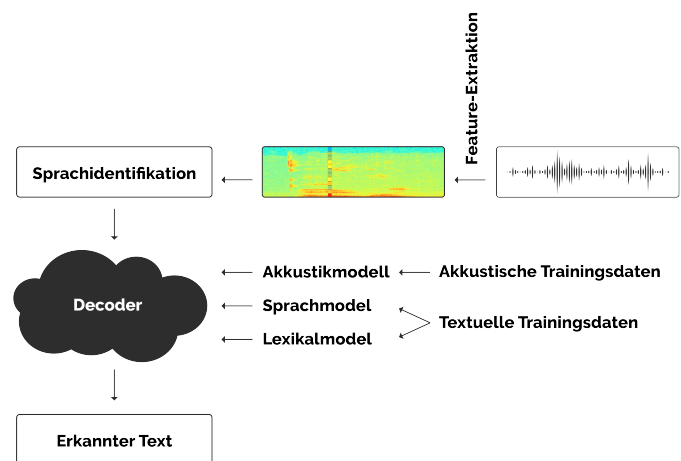 Feature-Extraktion
Sprachidentifikation
Decoder
Akkustikmodell
Akkustische Trainingsdaten
Sprachmodel
Textuelle Trainingsdaten
Lexikalmodel
Erkannter Text